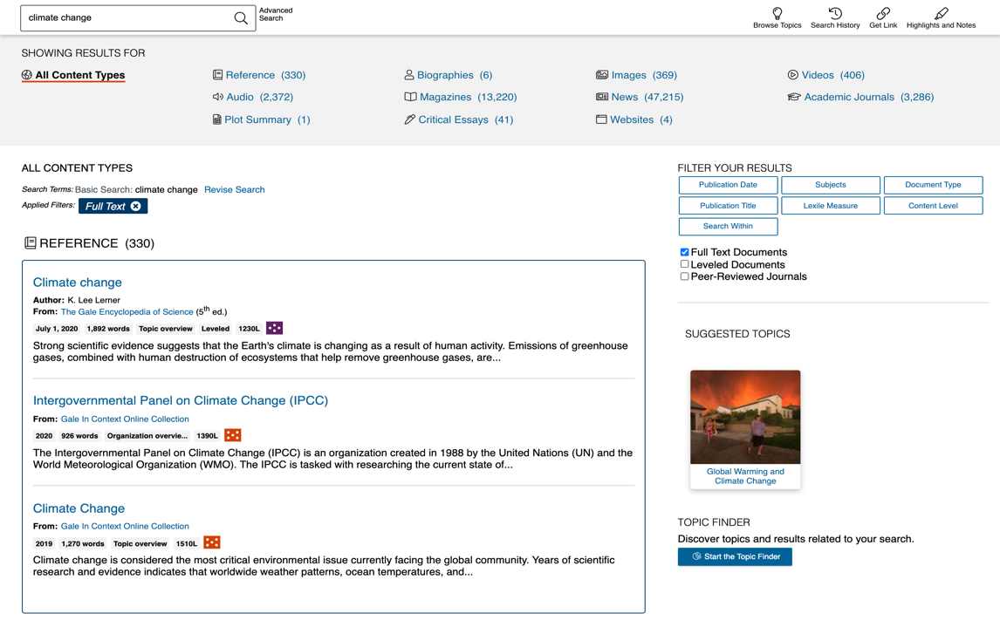 climate change
Advanced
Search
Browse Topics
Search History
Get Link
Highlights and Notes
SHOWING RESULTS FOR
All Content Types
Reference (330)
Biographies (6)
Images (369)
Videos (406)
Audio (2,372)
Magazines (13,220)
News (47,215)
Academic Journals (3,286)
Plot Summary (1)
Critical Essays (41)
Websites (4)
ALL CONTENT TYPES
Search Terms: Basic Search: climate change Revise Search
Applied Filters: Full Text
REFERENCE (330)
Climate change
Author: K. Lee Lerner
From: The Gale Encyclopedia of Science (5th ed.)
July 1, 2020 1,892 words Topic overview Leveled 1230L
Strong scientific evidence suggests that the Earth's climate is changing as a result of human activity. Emissions of greenhouse
gases, combined with human destruction of ecosystems that help remove greenhouse gases, are...
Intergovernmental Panel on Climate Change (IPCC)
From: Gale In Context Online Collection
2020 926 words Organization overvie... 1390L
The Intergovernmental Panel on Climate Change (IPCC) is an organization created in 1988 by the United Nations (UN) and the
World Meteorological Organization (WMO). The IPCC is tasked with researching the current state of...
Climate Change
From: Gale In Context Online Collection
2019 1,270 words Topic overview 1510L
Climate change is considered the most critical environmental issue currently facing the global community. Years of scientific
research and evidence indicates that worldwide weather patterns, ocean temperatures, and...
FILTER YOUR RESULTS
Publication Date
Subjects
Document Type
Publication Title
Lexile Measure
Content Level
Search Within
Full Text Documents
Leveled Documents
Peer-Reviewed Journals
SUGGESTED TOPICS
Global Warming and
Climate Change
TOPIC FINDER
Discover topics and results related to your search.
Start the Topic Finder